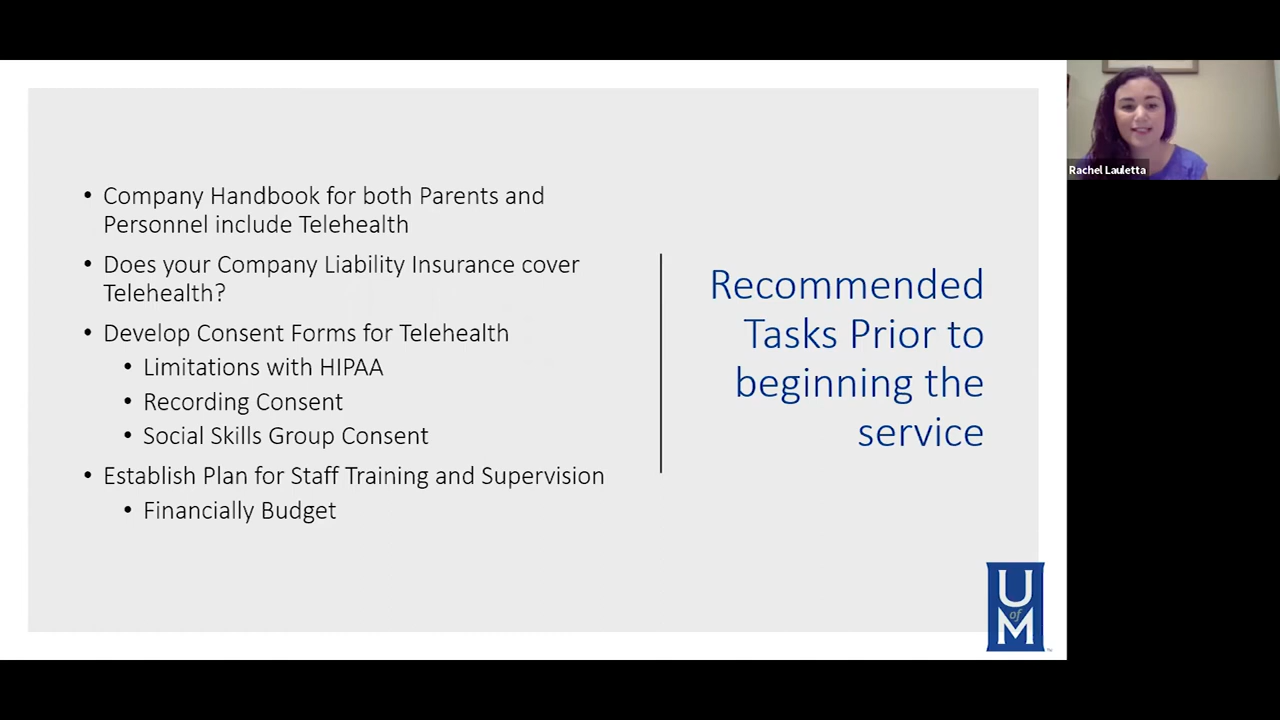 • Company Handbook for both Parents and
Personnel include Telehealth
• Does your Company Liability Insurance cover
Telehealth?
• Develop Consent Forms for Telehealth
• Limitations with HIPAA
• Recording Consent
• Social Skills Group Consent
• Establish Plan for Staff Training and Supervision
• Financially Budget
Recommended
Tasks Prior to
beginning the
service
Rachel Lauletta
U
of
M